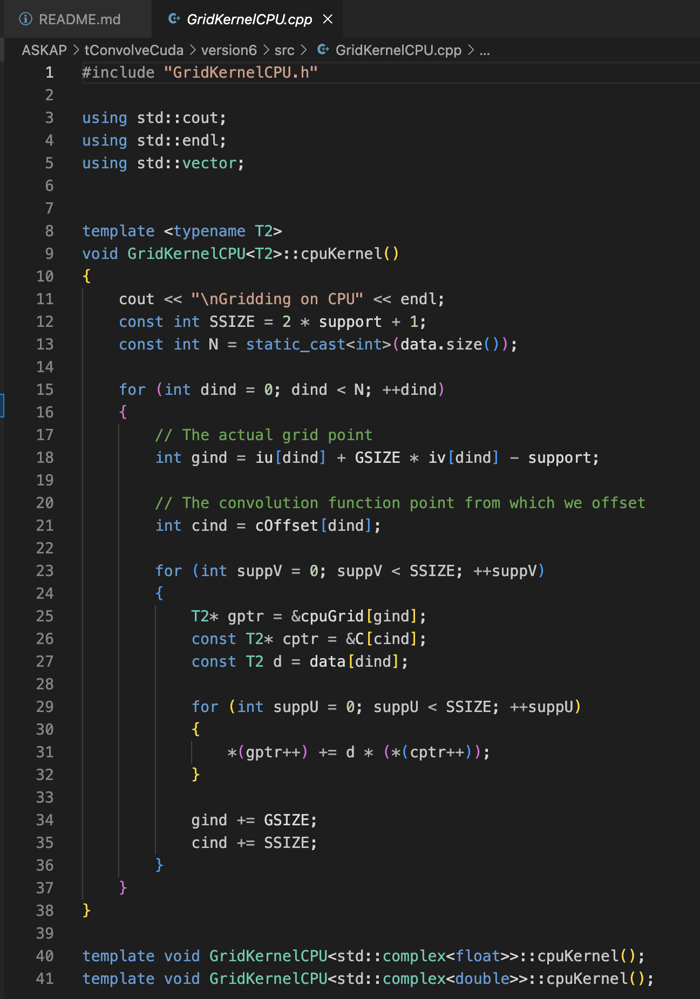 README.md GridKernelCPU.cpp
ASKAP > tConvolveCuda > version6 > src > GridKernelCPU.cpp > ...
1 #include "GridKernelCPU.h"
2
3 using std::cout;
4 using std::endl;
5 using std::vector;
6
7
8 template <typename T2>
9 void GridKernelCPU<T2>::cpuKernel()
10 {
11     cout << "\nGridding on CPU" << endl;
12     const int SSIZE = 2 * support + 1;
13     const int N = static_cast<int>(data.size());
14
15     for (int dind = 0; dind < N; ++dind)
16     {
17         // The actual grid point
18         int gind = iu[dind] + GSIZE * iv[dind] - support;
19
20         // The convolution function point from which we offset
21         int cind = cOffset[dind];
22
23         for (int suppV = 0; suppV < SSIZE; ++suppV)
24         {
25             T2* gptr = &cpuGrid[gind];
26             const T2* cptr = &C[cind];
27             const T2 d = data[dind];
28
29             for (int suppU = 0; suppU < SSIZE; ++suppU)
30             {
31                 *(gptr++) += d * (*(cptr++));
32             }
33
34             gind += GSIZE;
35             cind += SSIZE;
36         }
37     }
38 }
39
40 template void GridKernelCPU<std::complex<float>>::cpuKernel();
41 template void GridKernelCPU<std::complex<double>>::cpuKernel();